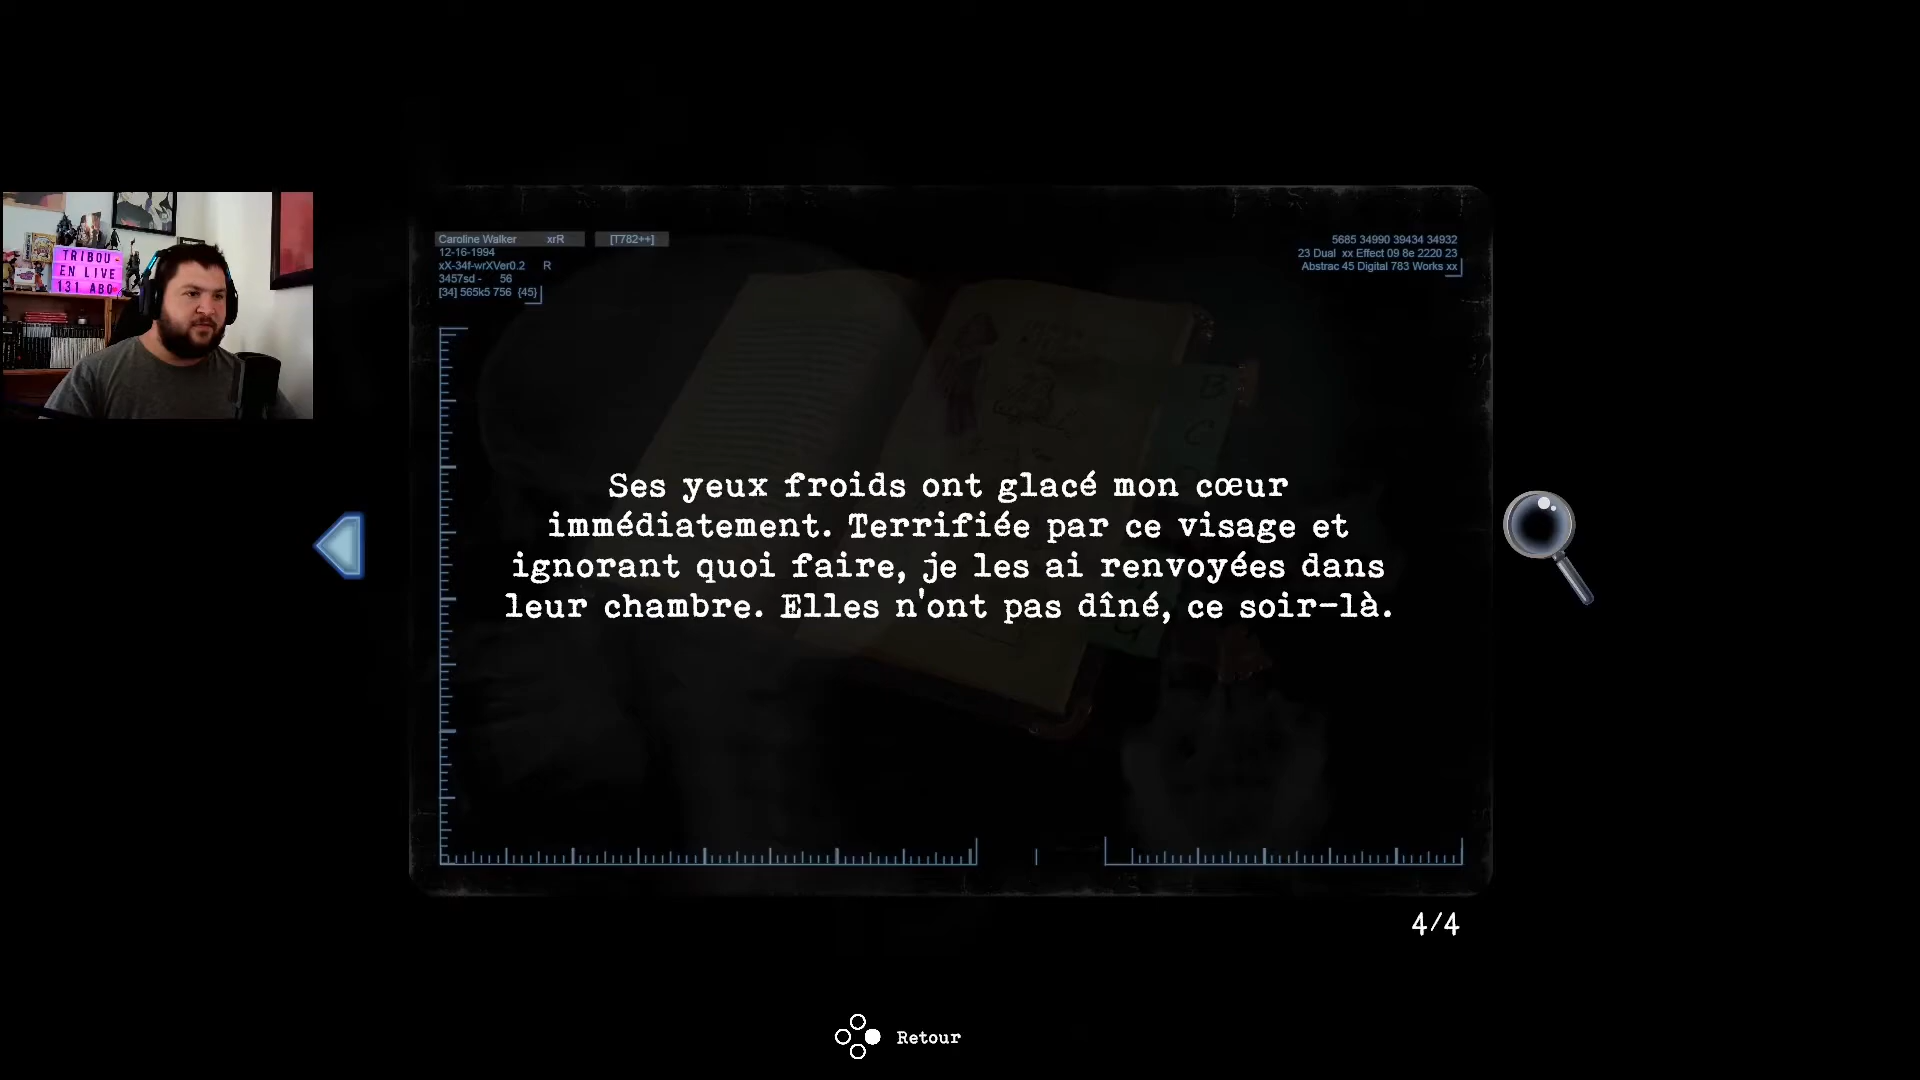 TRIBOU
EN LIVE
131 ABO
Caroline Walker xrR [T782++]
12-16-1994
xX-34f-wrXVer0.2 R
3457sd - 56
[34] 565k5 756 {45}
5685 34990 39434 34932
23 Dual xx Effect 09 8e 2220 23
Abstrac 45 Digital 783 Works xx
B
C
Ses yeux froids ont glacé mon cœur
immédiatement. Terrifiée par ce visage et
ignorant quoi faire, je les ai renvoyées dans
leur chambre. Elles n'ont pas dîné, ce soir-là.
4/4
Retour